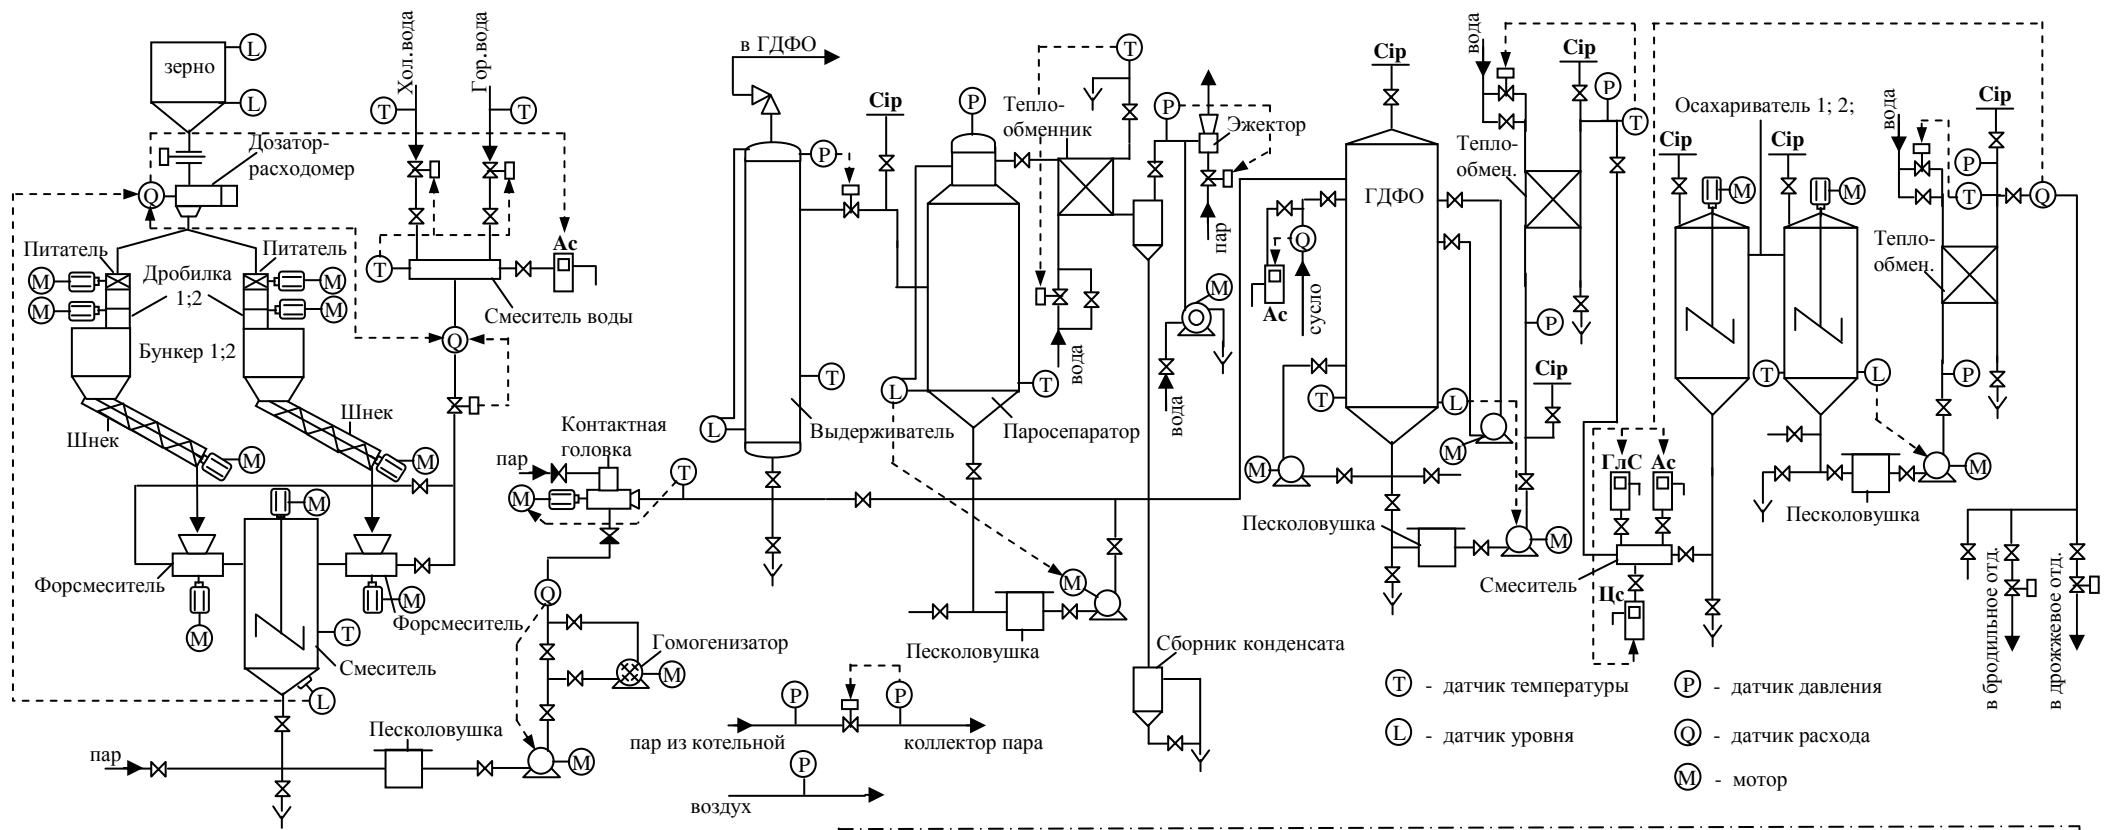 зерно
L
L
Дозатор-
расходомер
Q
Хол.вода
Гор.вода
T
T
Питатель
Питатель
M
M
M
M
Дробилка
1;2
T
Ас
Смеситель воды
Q
Бункер 1;2
Шнек
Шнек
M
M
Форсмеситель
M
M
M
Форсмеситель
T
Смеситель
L
пар
Песколовушка
M
Контактная
головка
пар
M
T
Q
Гомогенизатор
M
в ГДФО
P
Cip
L
T
Выдерживатель
P
Тепло-
обменник
T
P
Эжектор
пар
L
T
Паросепаратор
вода
M
вода
M
Песколовушка
Сборник конденсата
P
P
пар из котельной
коллектор пара
P
воздух
Cip
ГДФО
Q
Ас
сусло
T
L
M
M
вода
Cip
P
T
Тепло-
обмен.
P
Cip
Песколовушка
M
Осахариватель 1; 2;
Cip
Cip
M
M
T
L
ГлС
Ас
Смеситель
Цс
вода
Cip
P
T
Q
Тепло-
обмен.
P
M
Песколовушка
в бродильное отд.
в дрожжевое отд.
T - датчик температуры
P - датчик давления
L - датчик уровня
Q - датчик расхода
M - мотор